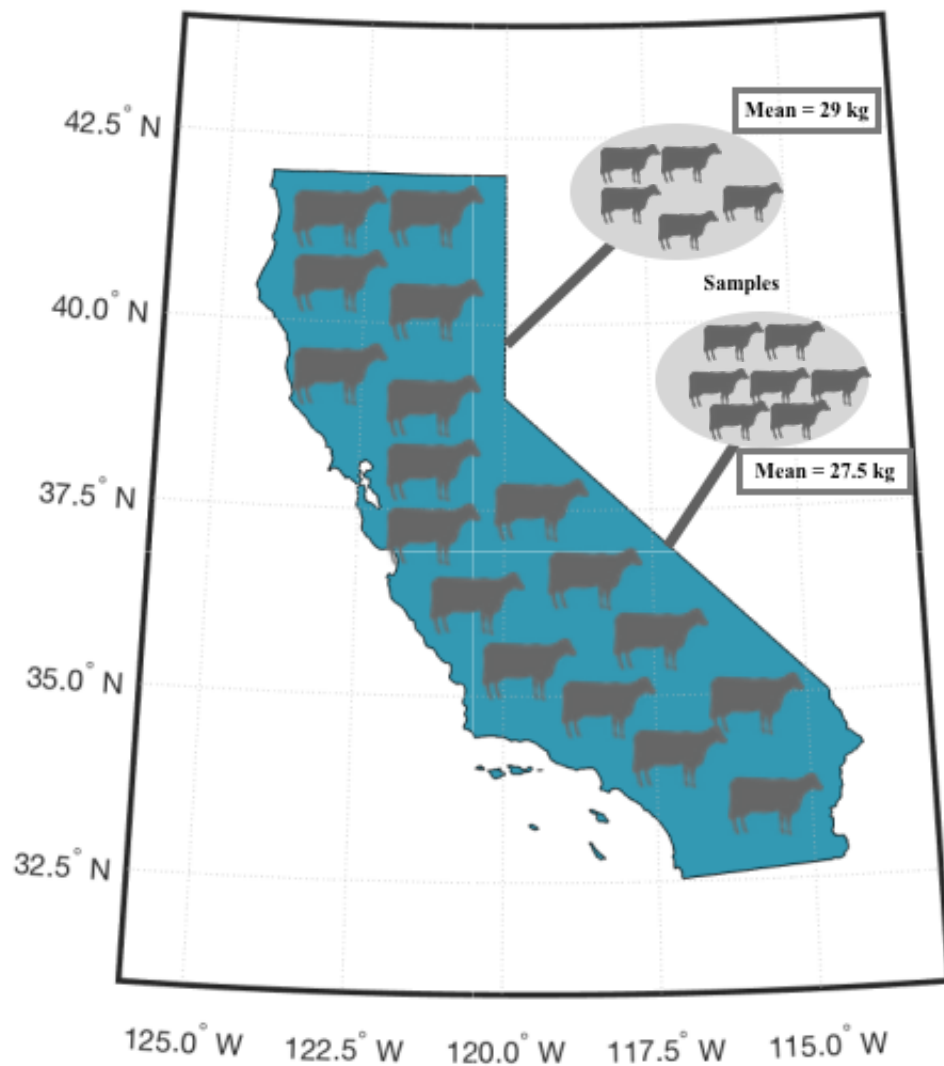 42.5° N
Mean = 29 kg
Samples
40.0° N
Mean = 27.5 kg
37.5° N
35.0° N
32.5° N
125.0° W 122.5° W 120.0° W 117.5° W 115.0° W